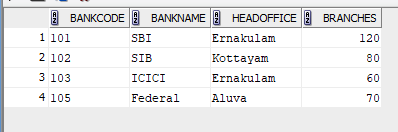 BANKCODE BANKNAME HEADOFFICE BRANCHES
1 101 SBI Ernakulam 120
2 102 SIB Kottayam 80
3 103 ICICI Ernakulam 60
4 105 Federal Aluva 70